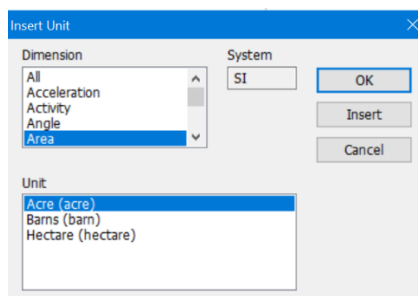 Insert Unit
Dimension
System
All
Acceleration
Activity
Angle
Area
SI
OK
Insert
Cancel
Unit
Acre (acre)
Barns (barn)
Hectare (hectare)